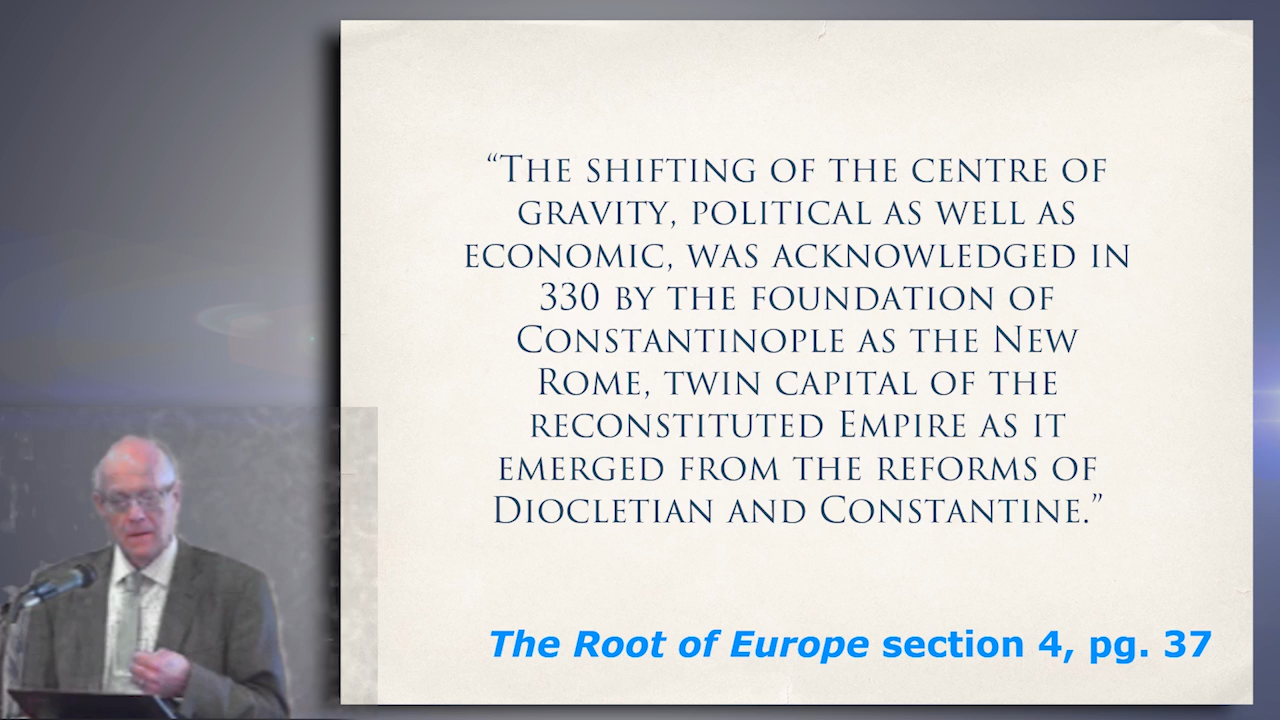 “The shifting of the centre of
gravity, political as well as
economic, was acknowledged in
330 by the foundation of
Constantinople as the New
Rome, twin capital of the
reconstituted Empire as it
emerged from the reforms of
Diocletian and Constantine.”
The Root of Europe section 4, pg. 37